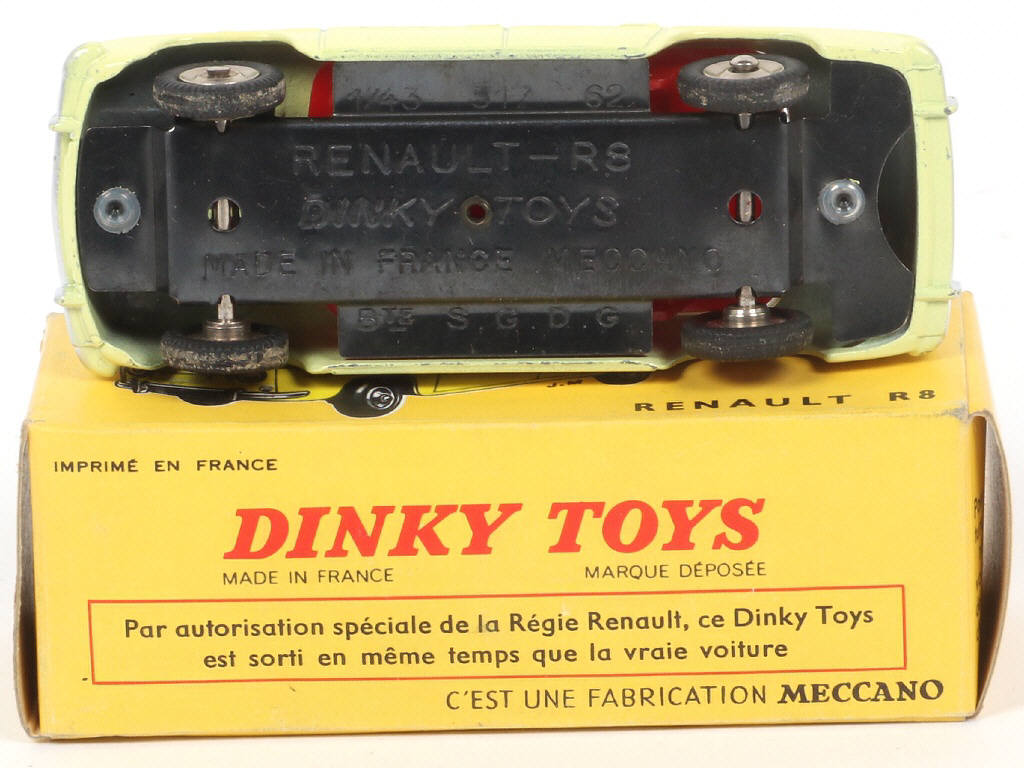 1/43 517 62
RENAULT-R8
DINKY TOYS
MADE IN FRANCE MECCANO
BTE S G D G
J.M
RENAULT R8
IMPRIMÉ EN FRANCE
DINKY TOYS
MADE IN FRANCE MARQUE DÉPOSÉE
Par autorisation spéciale de la Régie Renault, ce Dinky Toys
est sorti en même temps que la vraie voiture
C'EST UNE FABRICATION MECCANO